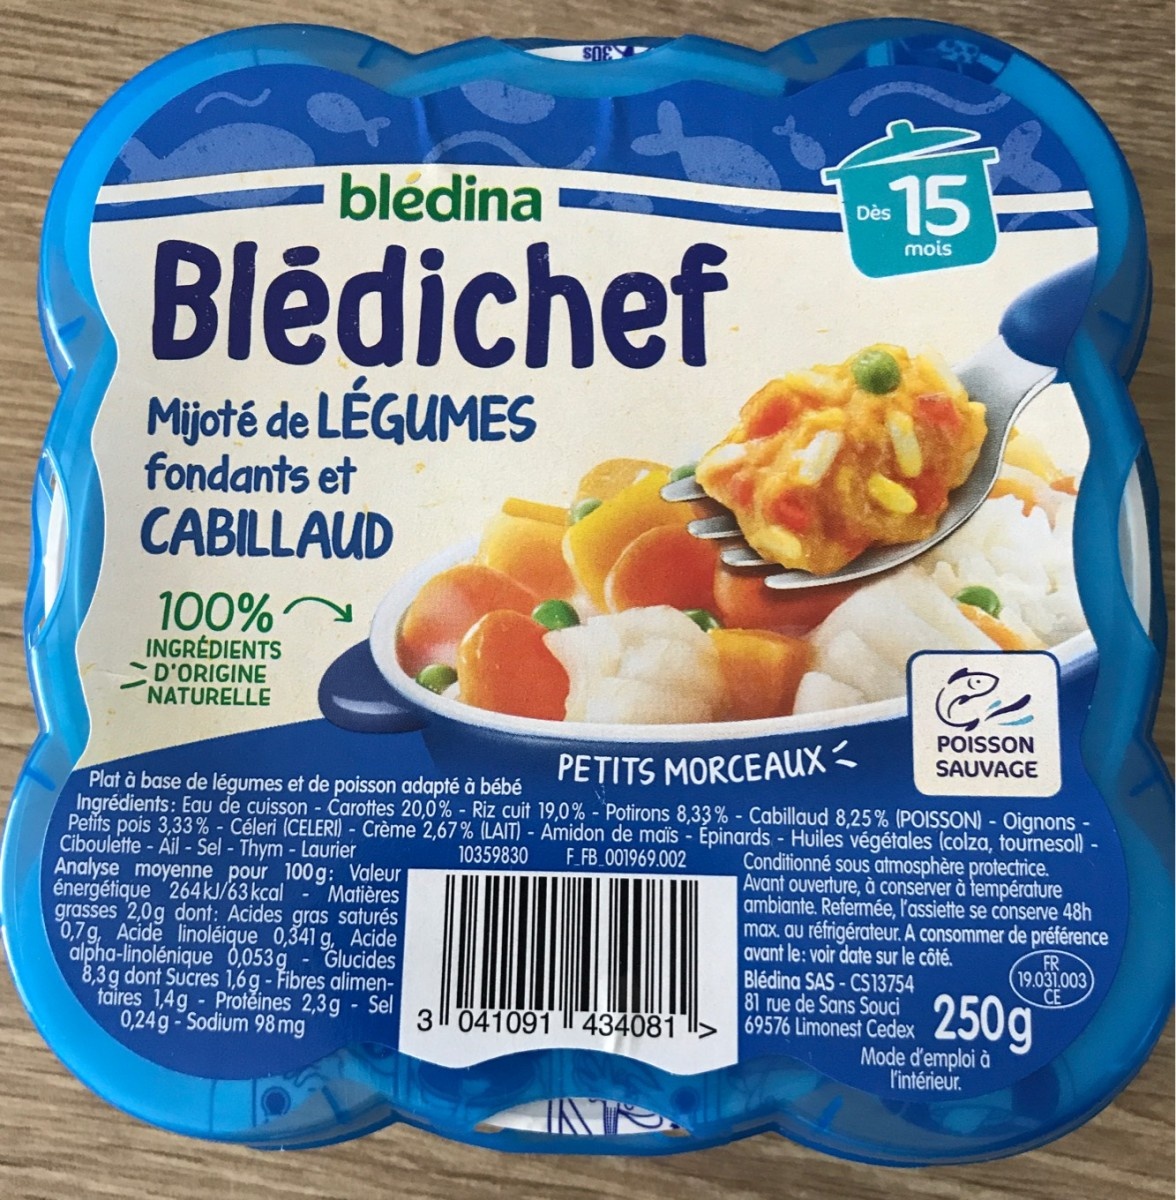 blédina
Blédichef
Dès 15
mois
Mijoté de LÉGUMES
fondants et
CABILLAUD
100%
INGRÉDIENTS
D'ORIGINE
NATURELLE
POISSON
SAUVAGE
PETITS MORCEAUX
Plat à base de légumes et de poisson adapté à bébé
Ingrédients: Eau de cuisson - Carottes 20,0% - Riz cuit 19,0% - Potirons 8,33% - Cabillaud 8,25% (POISSON) - Oignons -
Petits pois 3,33% - Céleri (CELERI) - Crème 2,67% (LAIT) - Amidon de maïs - Epinards - Huiles végétales (colza, tournesol) -
Ciboulette - Ail - Sel - Thym - Laurier
10359830 F_FB_001969.002
Analyse moyenne pour 100g: Valeur
énergétique 264kJ/63kcal - Matières
grasses 2,0g dont: Acides gras saturés
0,7g, Acide linoléique 0,341g, Acide
alpha-linolénique 0,053g - Glucides
8,3g dont Sucres 1,6g - Fibres alimen-
taires 1,4g - Protéines 2,3g - Sel
0,24g - Sodium 98mg
3 041091 434081 >
Conditionné sous atmosphère protectrice.
Avant ouverture, à conserver à température
ambiante. Refermée, l'assiette se conserve 48h
max. au réfrigérateur. A consommer de préférence
avant le: voir date sur le côté.
Blédina SAS - CS13754
81 rue de Sans Souci
69576 Limonest Cedex
FR
19.031.003
CE
250g
Mode d'emploi à
l'intérieur.